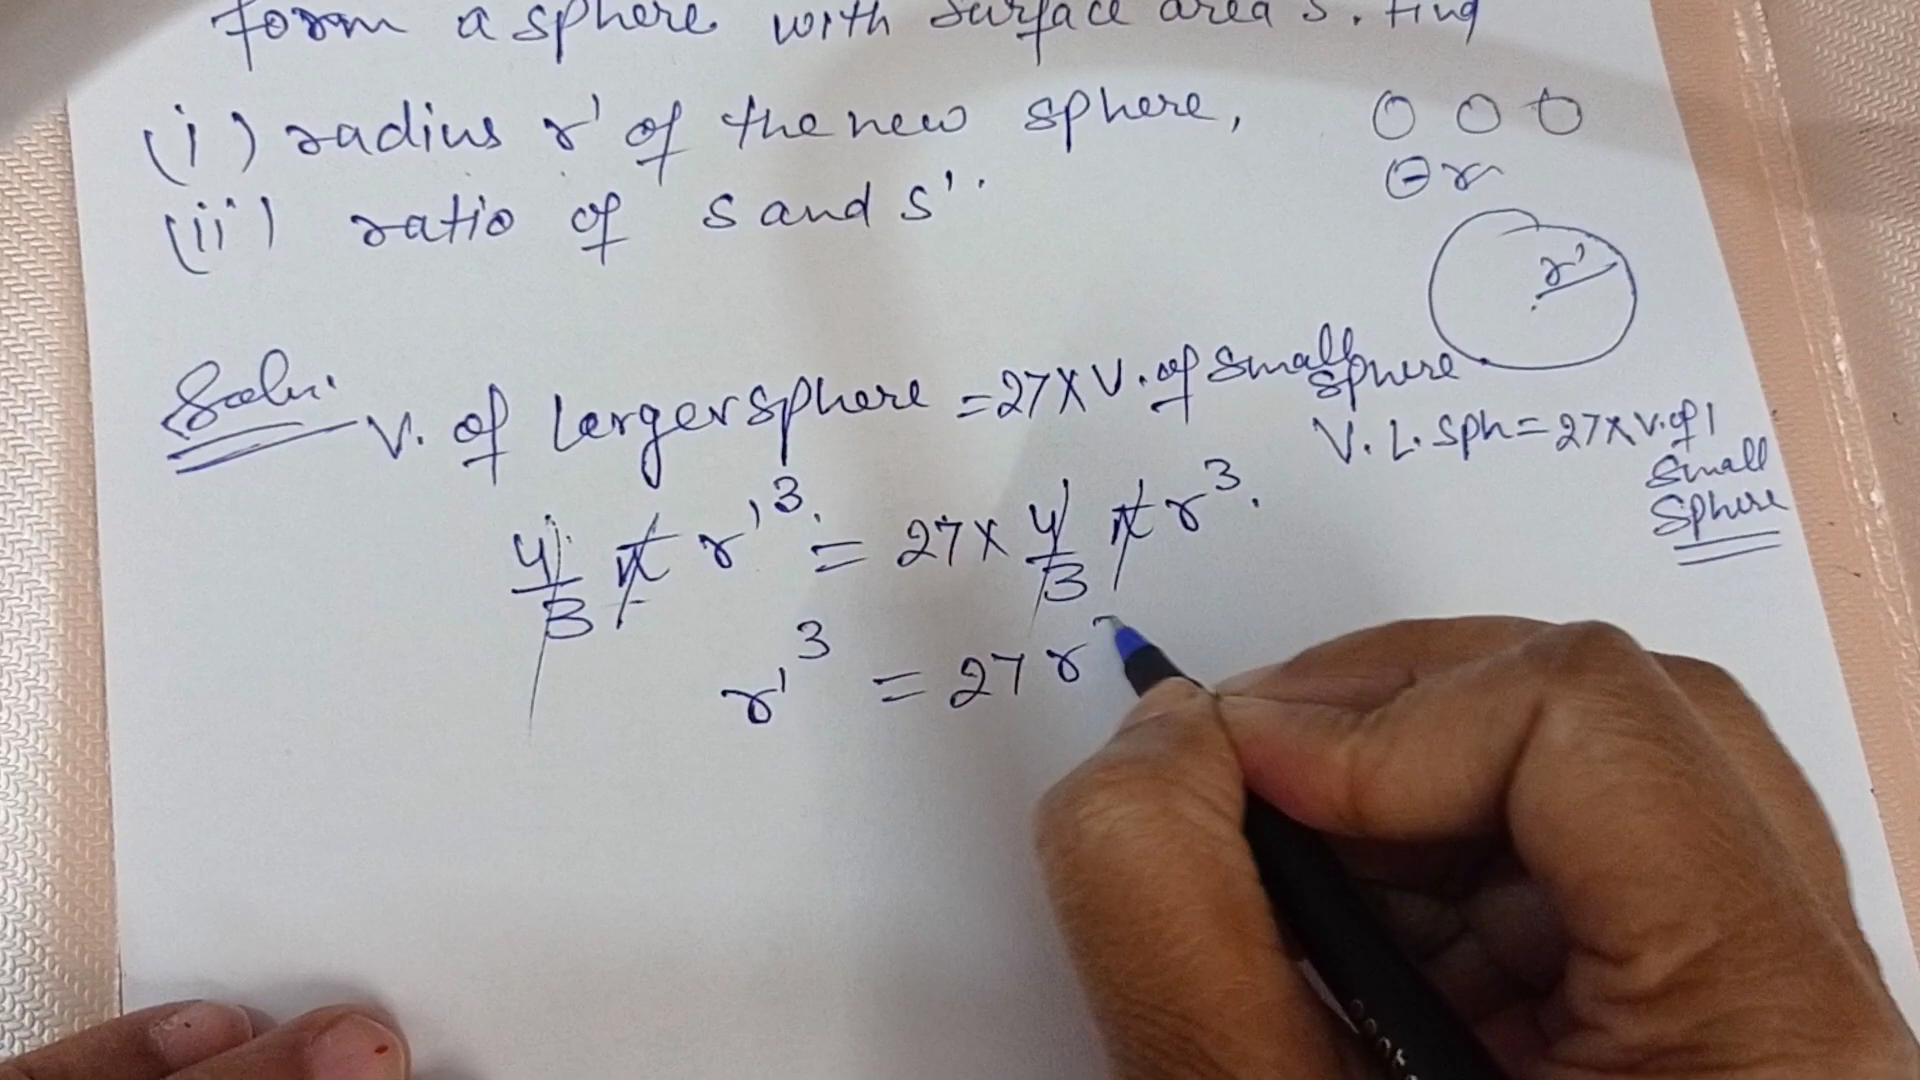 form a sphere with surface area s'. find
(i) radius r' of the new sphere,
(ii) ratio of s and s'.
r
r'
Soln.
V. of larger sphere = 27 x V. of small sphere
V. L. sph = 27 x V. of 1
small
sphere
4/3 π r'³. = 27 x 4/3 π r³.
r'³ = 27 r